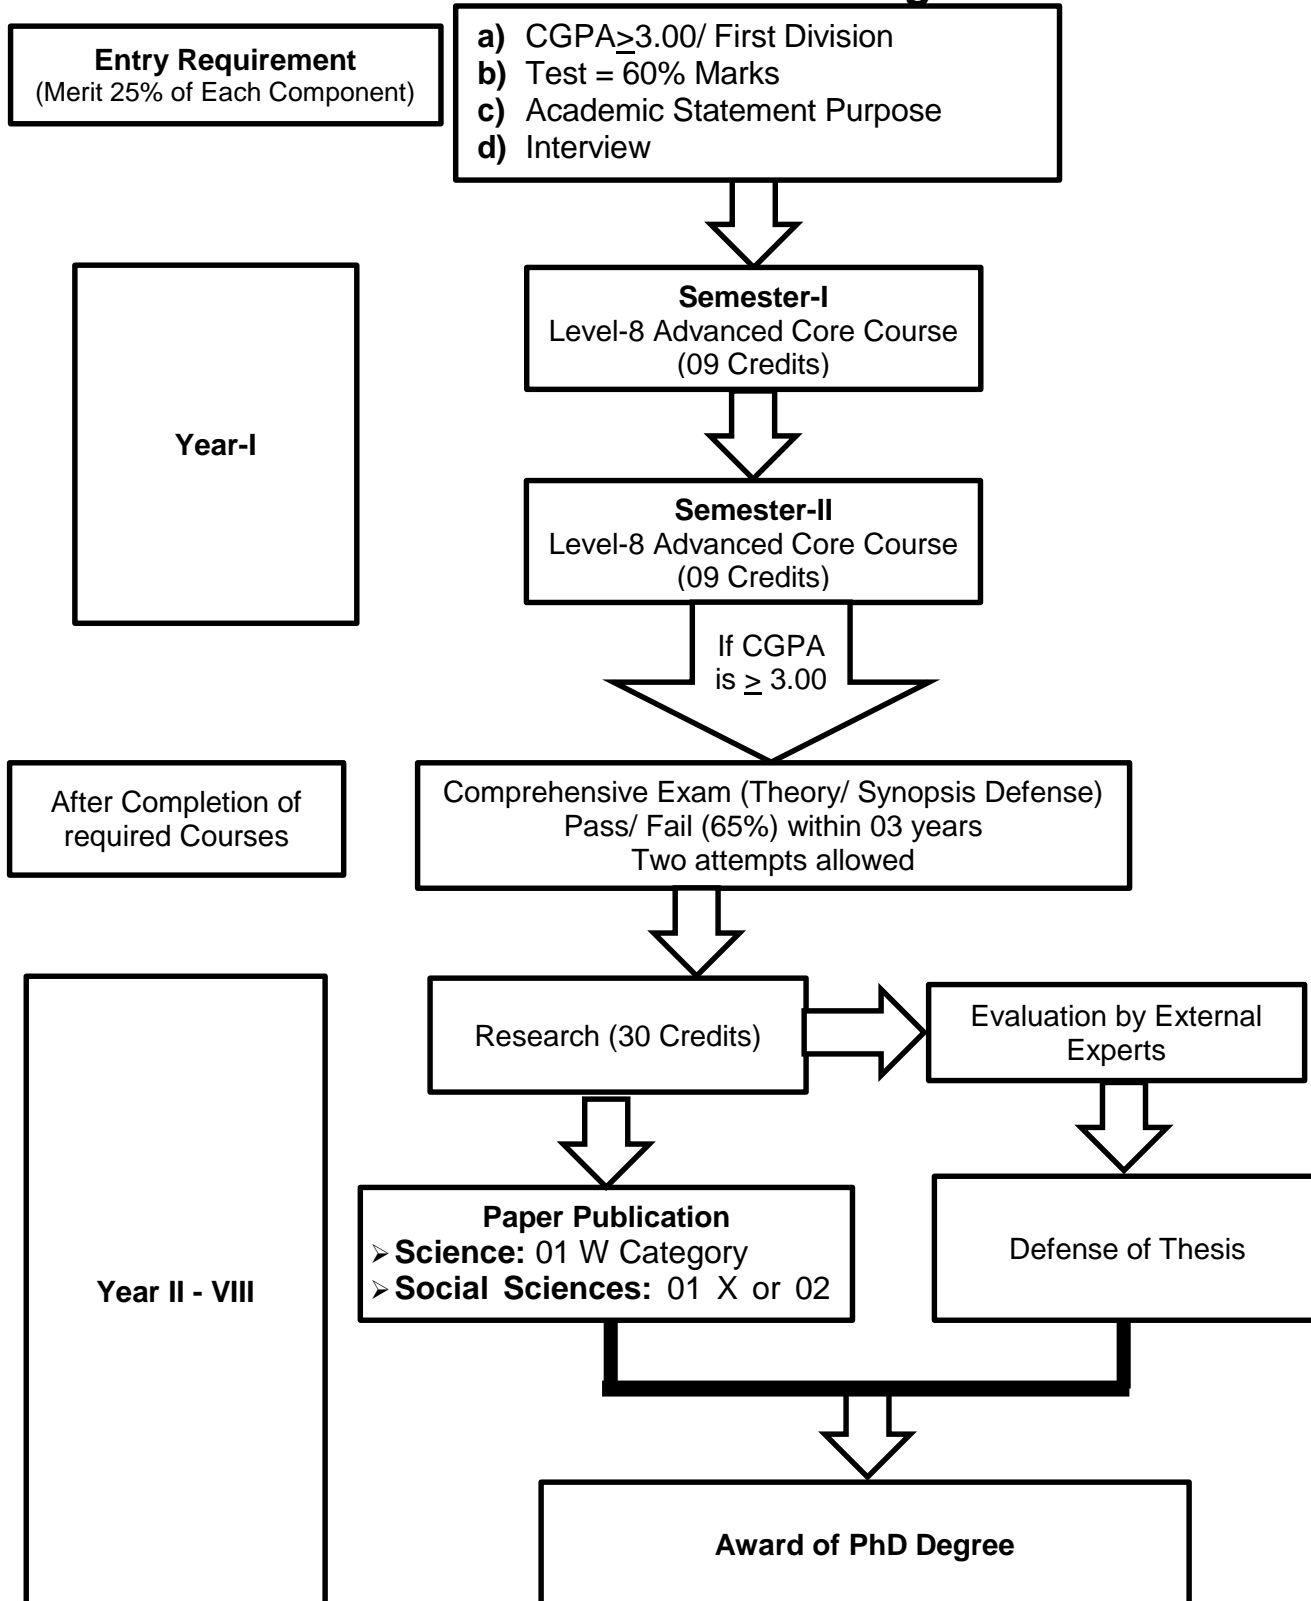 Entry Requirement
(Merit 25% of Each Component)
a) CGPA≥3.00/ First Division
b) Test = 60% Marks
c) Academic Statement Purpose
d) Interview
Year-I
Semester-I
Level-8 Advanced Core Course
(09 Credits)
Semester-II
Level-8 Advanced Core Course
(09 Credits)
If CGPA
is ≥ 3.00
After Completion of
required Courses
Comprehensive Exam (Theory/ Synopsis Defense)
Pass/ Fail (65%) within 03 years
Two attempts allowed
Year II - VIII
Research (30 Credits)
Evaluation by External
Experts
Paper Publication
➢ Science: 01 W Category
➢ Social Sciences: 01 X or 02
Defense of Thesis
Award of PhD Degree